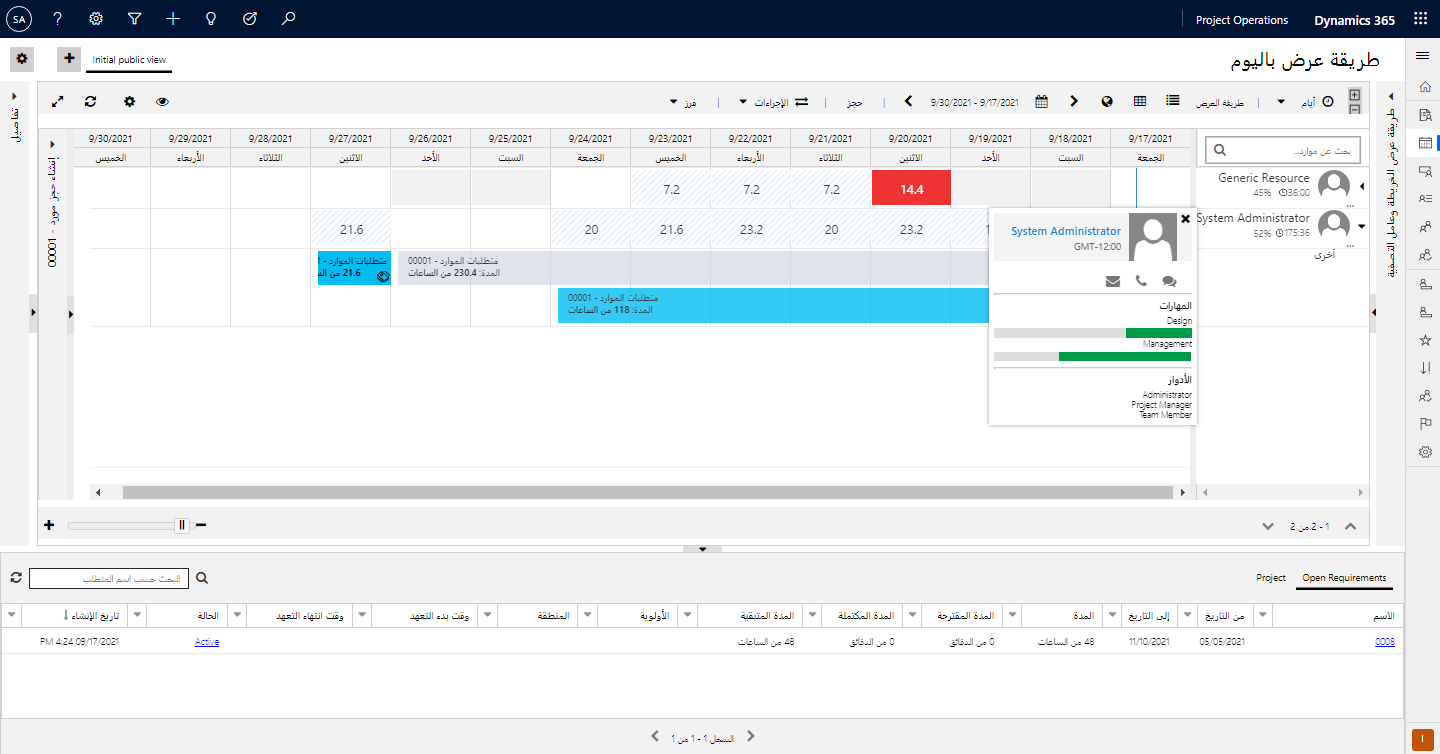 Dynamics 365
Project Operations
SA
طريقة عرض باليوم
Initial public view
أيام
طريقة العرض
9/30/2021 - 9/17/2021
حجز
الإجراءات
فرز
تفاصيل
إنشاء حجز مورد - 00001
طريقة عرض الخريطة وعامل التصفية
بحث عن موارد...
9/17/2021 9/18/2021 9/19/2021 9/20/2021 9/21/2021 9/22/2021 9/23/2021 9/24/2021 9/25/2021 9/26/2021 9/27/2021 9/28/2021 9/29/2021 9/30/2021
الجمعة السبت الأحد الاثنين الثلاثاء الأربعاء الخميس الجمعة السبت الأحد الاثنين الثلاثاء الأربعاء الخميس
Generic Resource
45% 36:00
14.4 7.2 7.2 7.2
System Administrator
52% 175:36
23.2 20 23.2 21.6 20 21.6
أخرى
متطلبات الموارد - 00001
المدة: 230.4 من الساعات
متطلبات الموارد - 1
21.6 من الس
متطلبات الموارد - 00001
المدة: 118 من الساعات
System Administrator
GMT-12:00
المهارات
Design
Management
الأدوار
Administrator
Project Manager
Team Member
1 - 2 من 2
Open Requirements
Project
البحث حسب اسم المتطلب
الاسم من التاريخ إلى التاريخ المدة المدة المقترحة المدة المكتملة المدة المتبقية الأولوية المنطقة وقت بدء التعهد وقت انتهاء التعهد الحالة تاريخ الإنشاء
0008 05/05/2021 11/10/2021 48 من الساعات 0 من الدقائق 0 من الدقائق 48 من الساعات Active 09/17/2021 4:24 PM
السجل 1 - 1 من 1
I